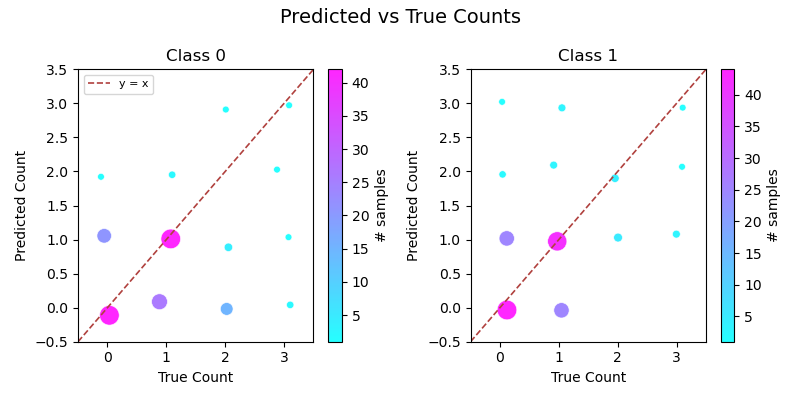 Predicted vs True Counts
Class 0
y = x
3.5
3.0
2.5
2.0
1.5
1.0
0.5
0.0
−0.5
Predicted Count
0 1 2 3
True Count
40
35
30
25
20
15
10
5
# samples
Class 1
3.5
3.0
2.5
2.0
1.5
1.0
0.5
0.0
−0.5
Predicted Count
0 1 2 3
True Count
40
35
30
25
20
15
10
5
# samples